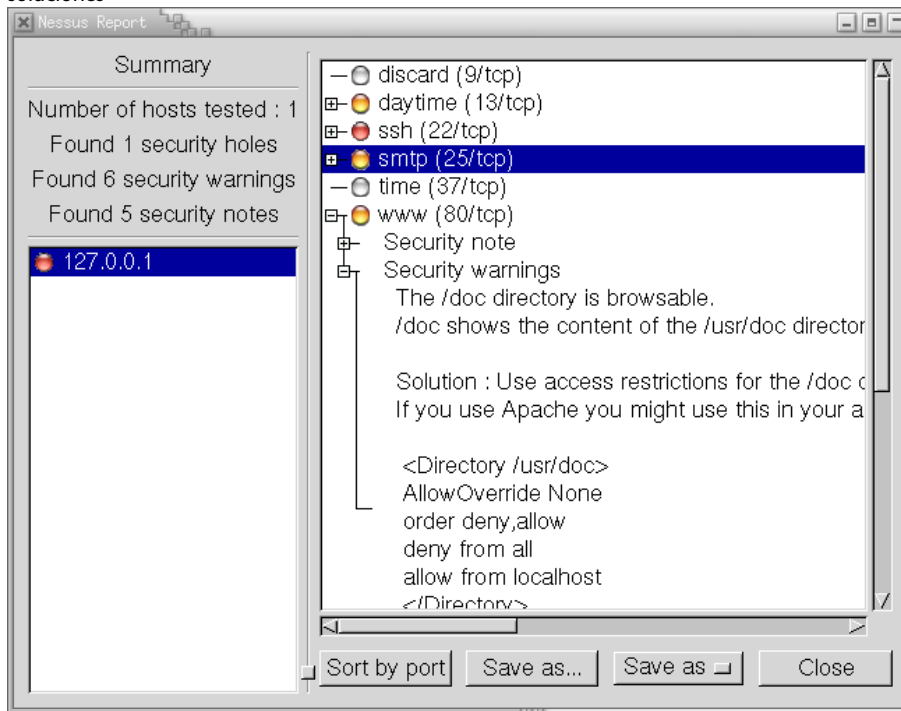 soluciones
Nessus Report
Summary
Number of hosts tested : 1
Found 1 security holes
Found 6 security warnings
Found 5 security notes
127.0.0.1
discard (9/tcp)
daytime (13/tcp)
ssh (22/tcp)
smtp (25/tcp)
time (37/tcp)
www (80/tcp)
Security note
Security warnings
The /doc directory is browsable.
/doc shows the content of the /usr/doc director
Solution : Use access restrictions for the /doc
If you use Apache you might use this in your a
<Directory /usr/doc>
AllowOverride None
order deny,allow
deny from all
allow from localhost
</Directory>
Sort by port
Save as...
Save as
Close